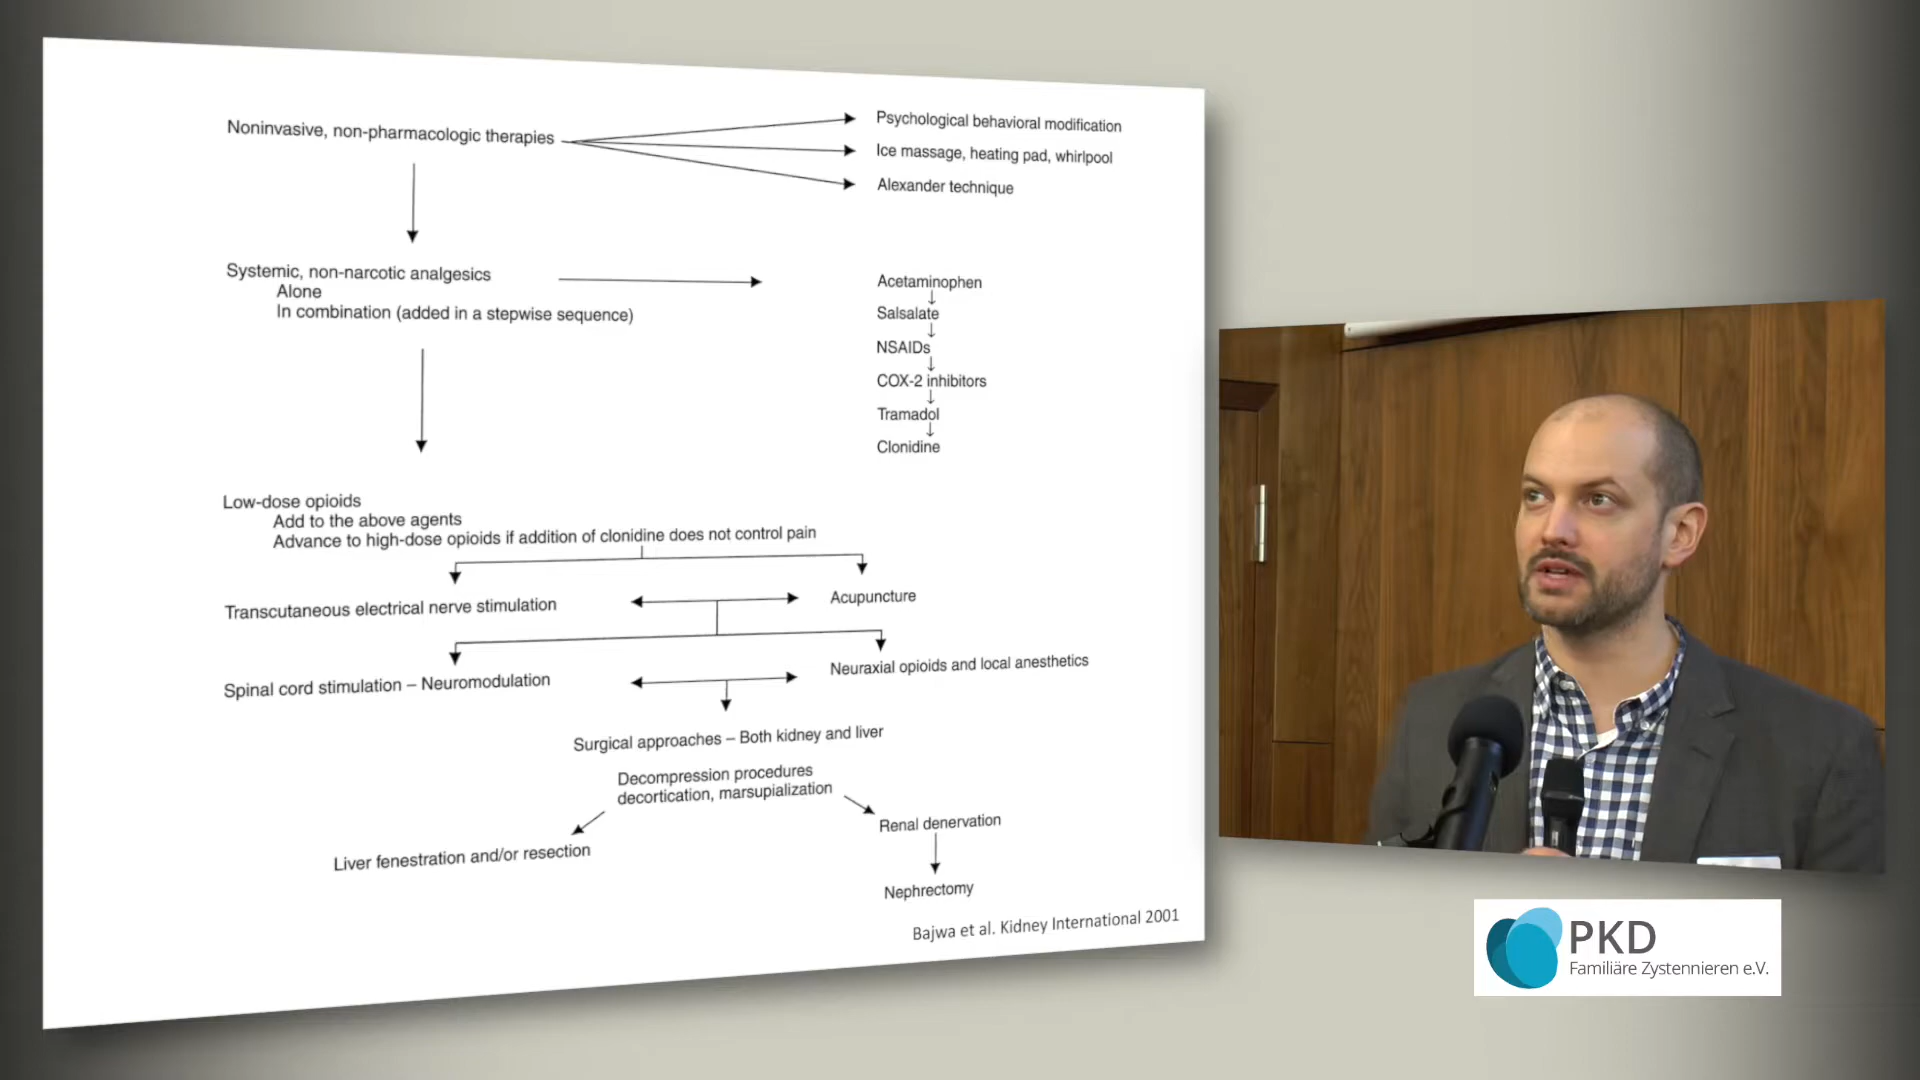 Noninvasive, non-pharmacologic therapies
Psychological behavioral modification
Ice massage, heating pad, whirlpool
Alexander technique
Systemic, non-narcotic analgesics
Alone
In combination (added in a stepwise sequence)
Acetaminophen
Salsalate
NSAIDs
COX-2 inhibitors
Tramadol
Clonidine
Low-dose opioids
Add to the above agents
Advance to high-dose opioids if addition of clonidine does not control pain
Transcutaneous electrical nerve stimulation
Acupuncture
Spinal cord stimulation – Neuromodulation
Neuraxial opioids and local anesthetics
Surgical approaches – Both kidney and liver
Decompression procedures
decortication, marsupialization
Liver fenestration and/or resection
Renal denervation
Nephrectomy
Bajwa et al. Kidney International 2001
PKD
Familiäre Zystennieren e.V.